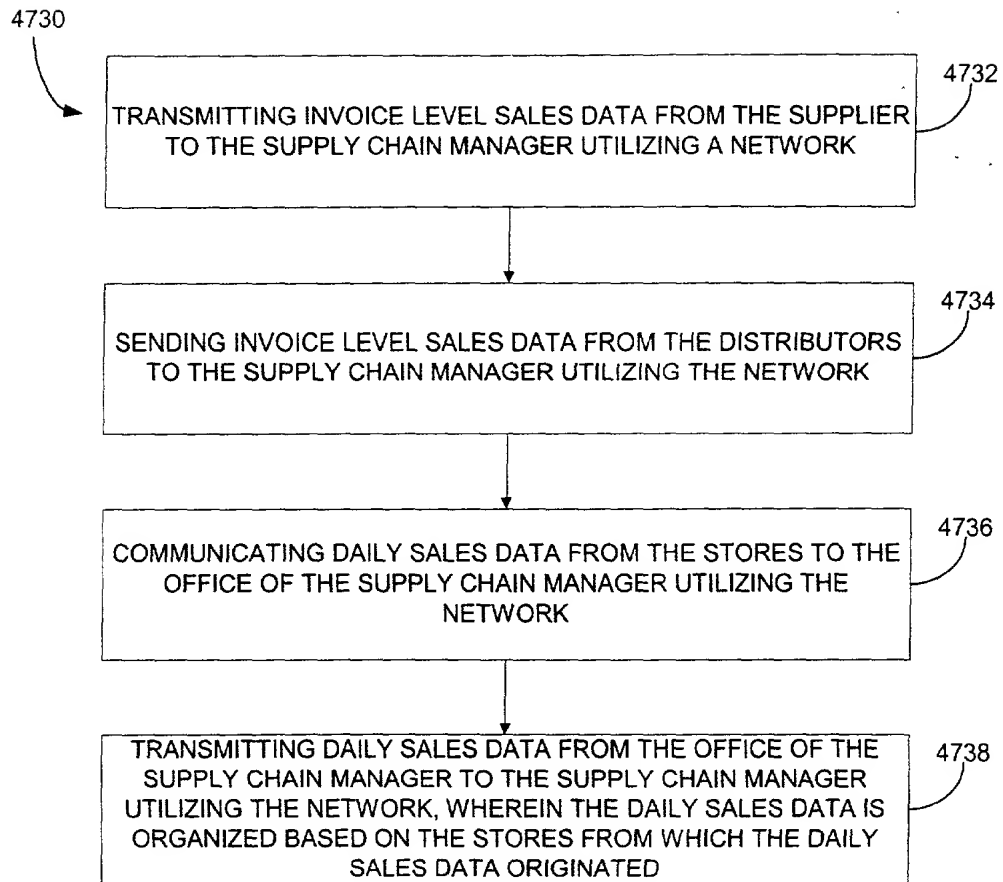 4730
4732
TRANSMITTING INVOICE LEVEL SALES DATA FROM THE SUPPLIER
TO THE SUPPLY CHAIN MANAGER UTILIZING A NETWORK
4734
SENDING INVOICE LEVEL SALES DATA FROM THE DISTRIBUTORS
TO THE SUPPLY CHAIN MANAGER UTILIZING THE NETWORK
4736
COMMUNICATING DAILY SALES DATA FROM THE STORES TO THE
OFFICE OF THE SUPPLY CHAIN MANAGER UTILIZING THE
NETWORK
4738
TRANSMITTING DAILY SALES DATA FROM THE OFFICE OF THE
SUPPLY CHAIN MANAGER TO THE SUPPLY CHAIN MANAGER
UTILIZING THE NETWORK, WHEREIN THE DAILY SALES DATA IS
ORGANIZED BASED ON THE STORES FROM WHICH THE DAILY
SALES DATA ORIGINATED